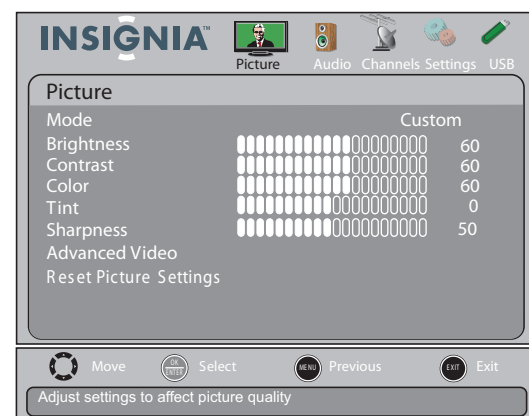 INSIGNIA™
Picture Audio Channels Settings USB
Picture
Mode Custom
Brightness 60
Contrast 60
Color 60
Tint 0
Sharpness 50
Advanced Video
Reset Picture Settings
Move OK ENTER Select MENU Previous EXIT Exit
Adjust settings to affect picture quality